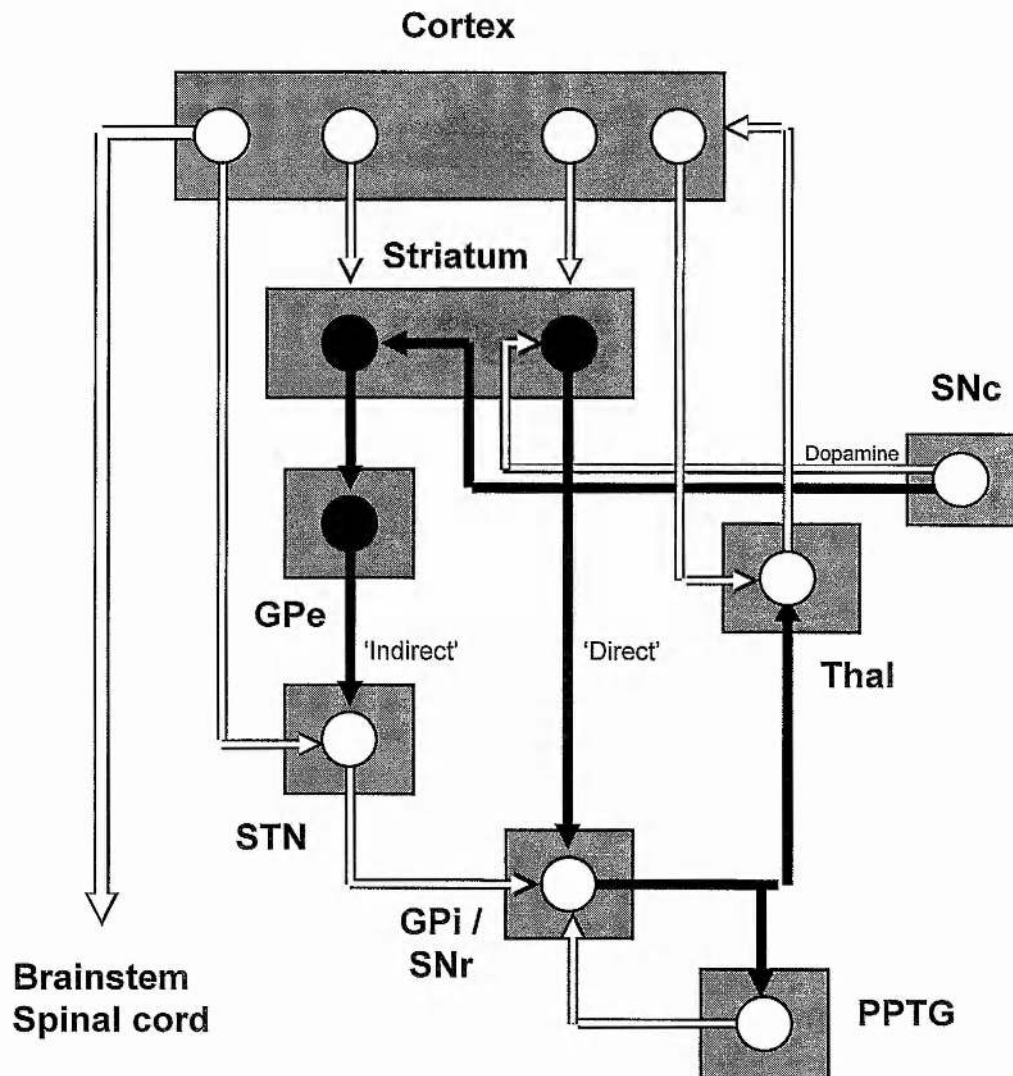 Cortex
Striatum
SNc
Dopamine
GPe
'Indirect'
'Direct'
Thal
STN
GPi /
SNr
Brainstem
Spinal cord
PPTG